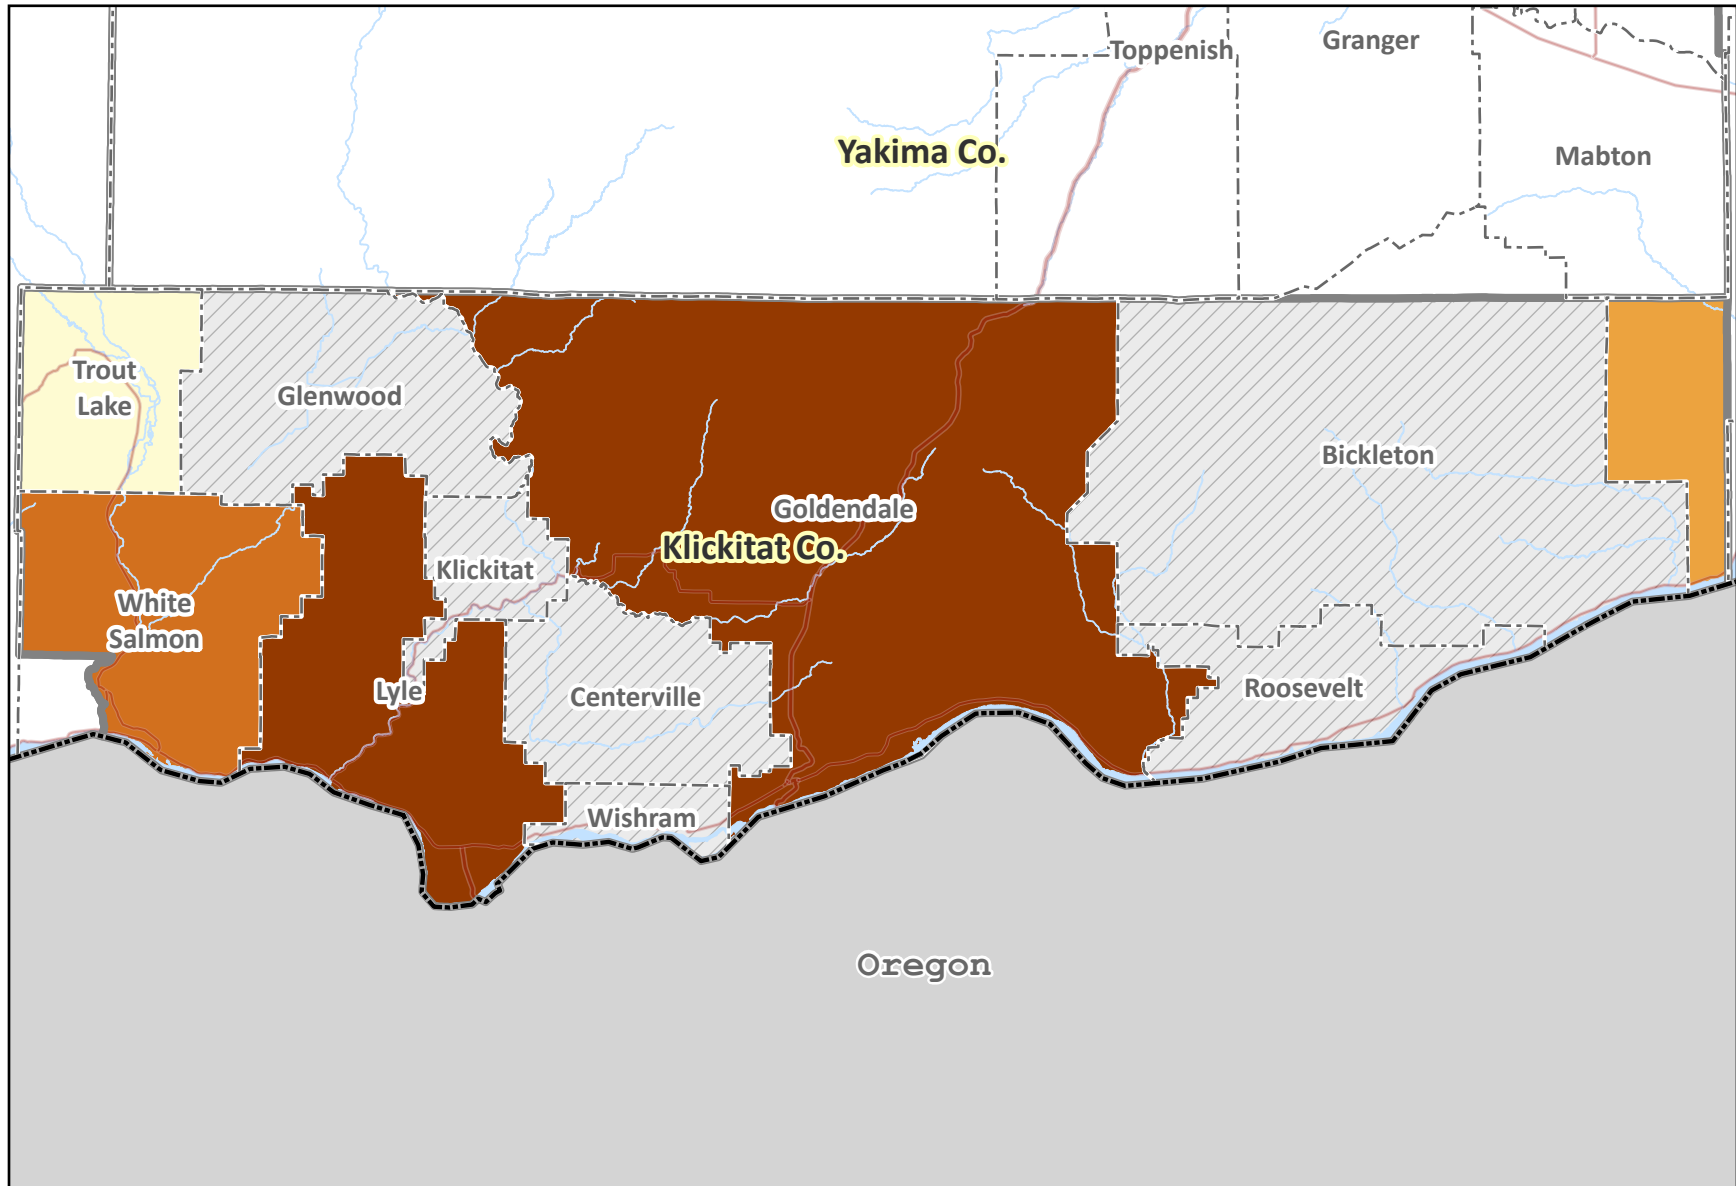 Toppenish
Granger
Yakima Co.
Mabton
Trout
Lake
Glenwood
Bickleton
Goldendale
Klickitat Co.
Klickitat
White
Salmon
Lyle
Centerville
Roosevelt
Wishram
Oregon